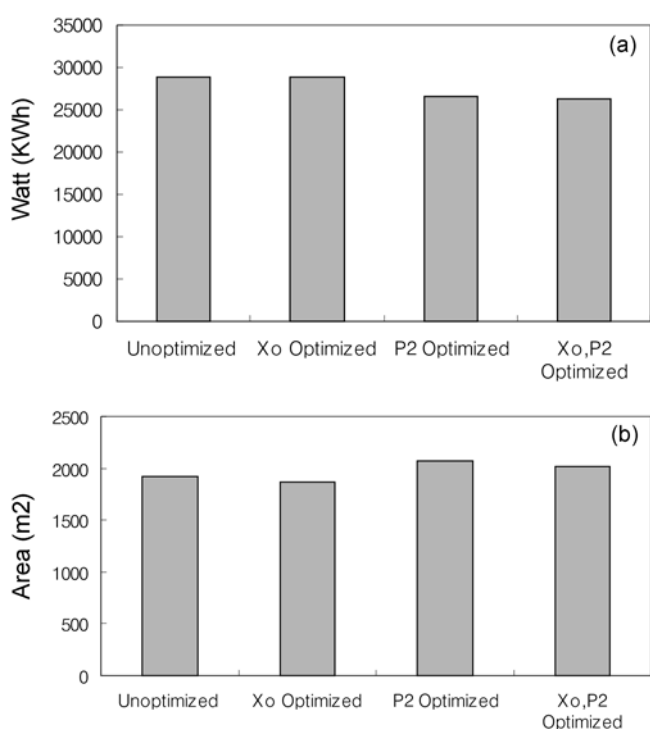 (a)
35000
30000
25000
20000
15000
10000
5000
0
Watt (KWh)
Unoptimized Xo Optimized P2 Optimized Xo,P2
Optimized
(b)
2500
2000
1500
1000
500
0
Area (m2)
Unoptimized Xo Optimized P2 Optimized Xo,P2
Optimized